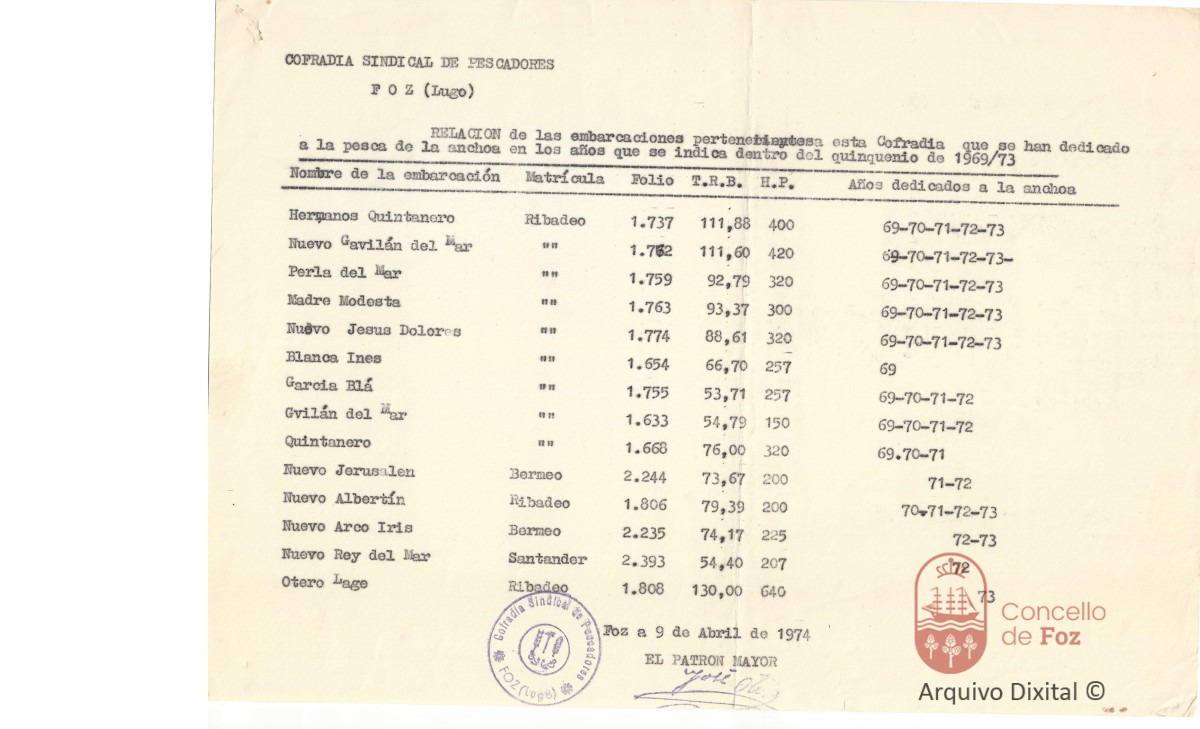 COFRADIA SINDICAL DE PESCADORES
F O Z (Lugo)
RELACION de las embarcaciones esta Cofradia que se han dedicado
a la pesca de la anchoa en los años que se indica dentro del quinquenio de 1969/73
Nombre de la embarcación Matrícula Folio T.R.B. H.P. Años dedicados a la anchoa
Hermanos Quintanero Ribadeo 1.737 111,88 400 69-70-71-72-73
Nuevo Gavilán del Mar "" 1.762 111,60 420 69-70-71-72-73-
Perla del Mar "" 1.759 92,79 320 69-70-71-72-73
Madre Modesta "" 1.763 93,37 300 69-70-71-72-73
Nuevo Jesus Dolores "" 1.774 88,61 320 69-70-71-72-73
Blanca Ines "" 1.654 66,70 257 69
Garcia Blá "" 1.755 53,71 257 69-70-71-72
Gvilán del Mar "" 1.633 54,79 150 69-70-71-72
Quintanero "" 1.668 76,00 320 69.70-71
Nuevo Jerusalen Bermeo 2.244 73,67 200 71-72
Nuevo Albertín Ribadeo 1.806 79,39 200 70-71-72-73
Nuevo Arco Iris Bermeo 2.235 74,17 225 72-73
Nuevo Rey del Mar Santander 2.393 54,40 207 72
Otero Lage Ribadeo 1.808 130,00 640 73
Foz a 9 de Abril de 1974
EL PATRON MAYOR
José
Cofradía Sindical de Pescadores
FOZ (Lugo)
Concello
de Foz
Arquivo Dixital ©